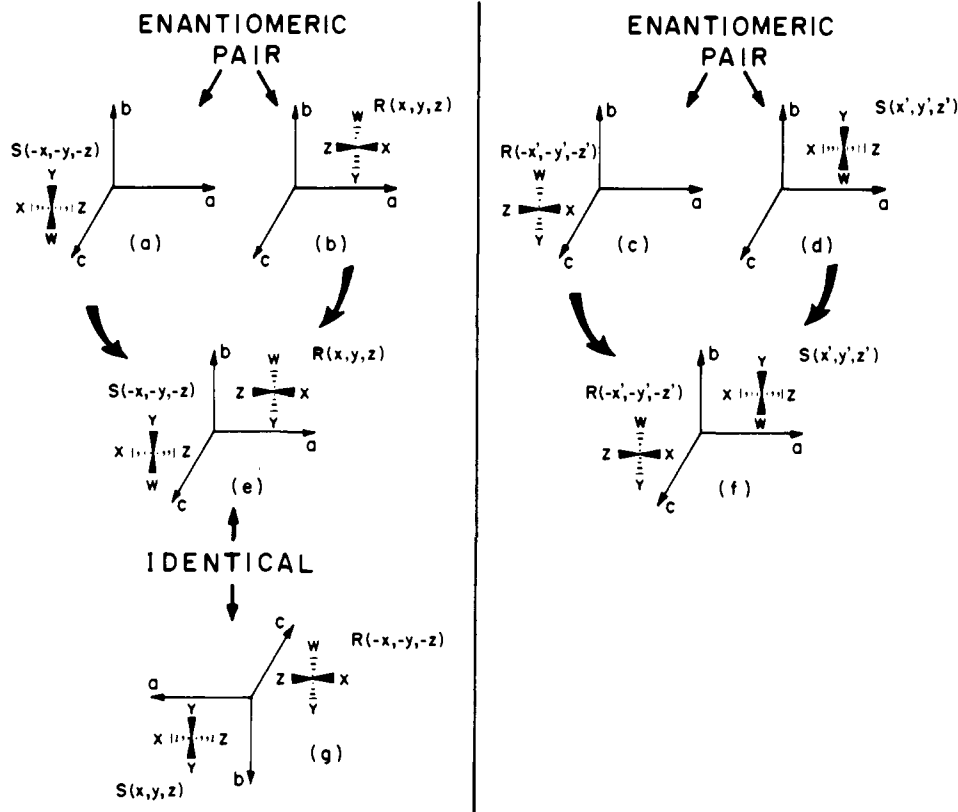 ENANTIOMERIC
PAIR
b
S(-x,-y,-z)
Y
X Z
W
a
c
(a)
b
R(x,y,z)
W
Z X
Y
a
c
(b)
S(-x,-y,-z)
Y
X Z
W
b
R(x,y,z)
W
Z X
Y
a
c
(e)
IDENTICAL
c
R(-x,-y,-z)
W
Z X
Y
a
Y
X Z
Y
b
(g)
S(x,y,z)
ENANTIOMERIC
PAIR
b
R(-x',-y',-z')
W
Z X
Y
a
c
(c)
b
S(x',y',z')
Y
X Z
W
a
c
(d)
R(-x',-y',-z')
W
Z X
Y
b
S(x',y',z')
Y
X Z
W
a
c
(f)